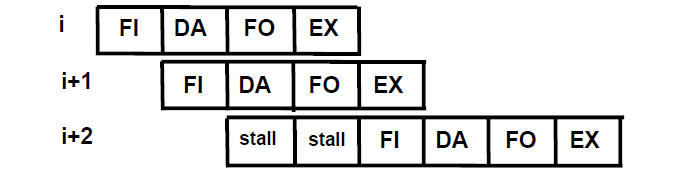 i FI DA FO EX
i+1 FI DA FO EX
i+2 stall stall FI DA FO EX